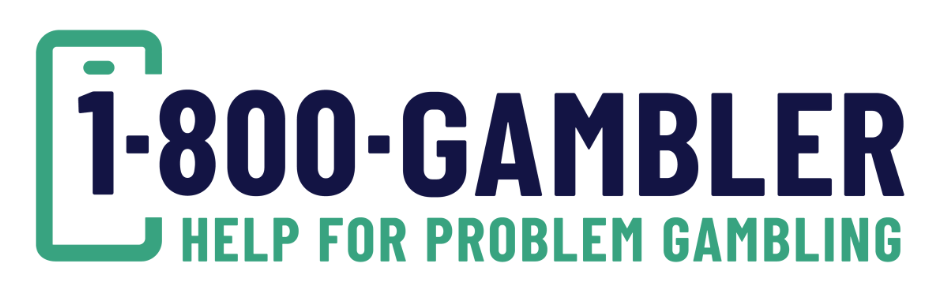 1-800-GAMBLER
HELP FOR PROBLEM GAMBLING